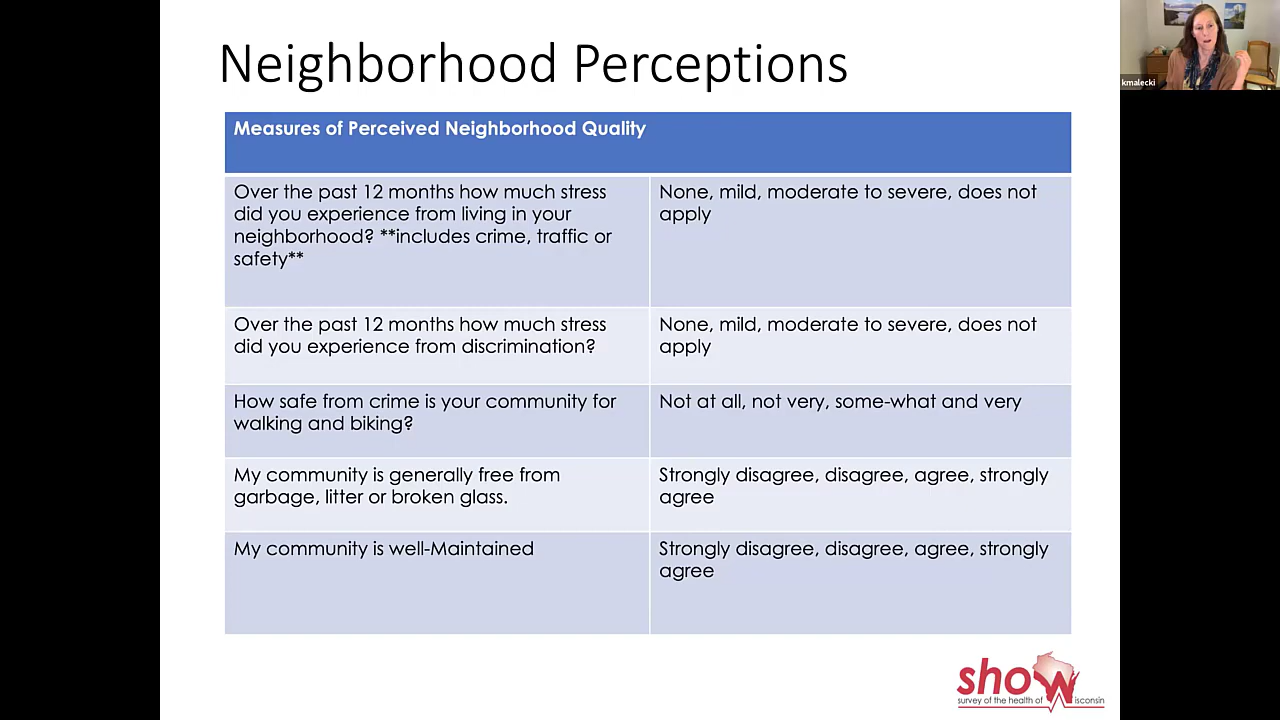 Neighborhood Perceptions
kmalecki
Measures of Perceived Neighborhood Quality
Over the past 12 months how much stress
did you experience from living in your
neighborhood? **includes crime, traffic or
safety**
None, mild, moderate to severe, does not
apply
Over the past 12 months how much stress
did you experience from discrimination?
None, mild, moderate to severe, does not
apply
How safe from crime is your community for
walking and biking?
Not at all, not very, some-what and very
My community is generally free from
garbage, litter or broken glass.
Strongly disagree, disagree, agree, strongly
agree
My community is well-Maintained
Strongly disagree, disagree, agree, strongly
agree
show
survey of the health of Wisconsin